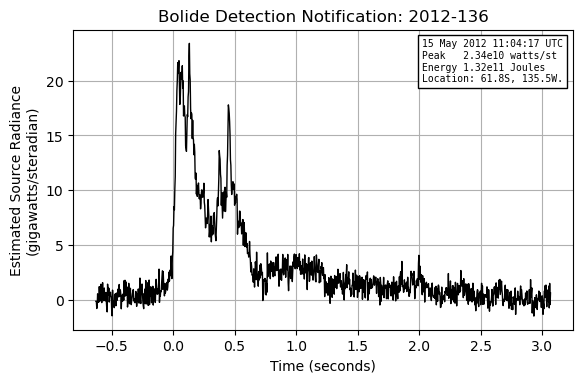 Bolide Detection Notification: 2012-136
15 May 2012 11:04:17 UTC
Peak   2.34e10 watts/st
Energy 1.32e11 Joules
Location: 61.8S, 135.5W.
Estimated Source Radiance
(gigawatts/steradian)
20
15
10
5
0
−0.5 0.0 0.5 1.0 1.5 2.0 2.5 3.0
Time (seconds)